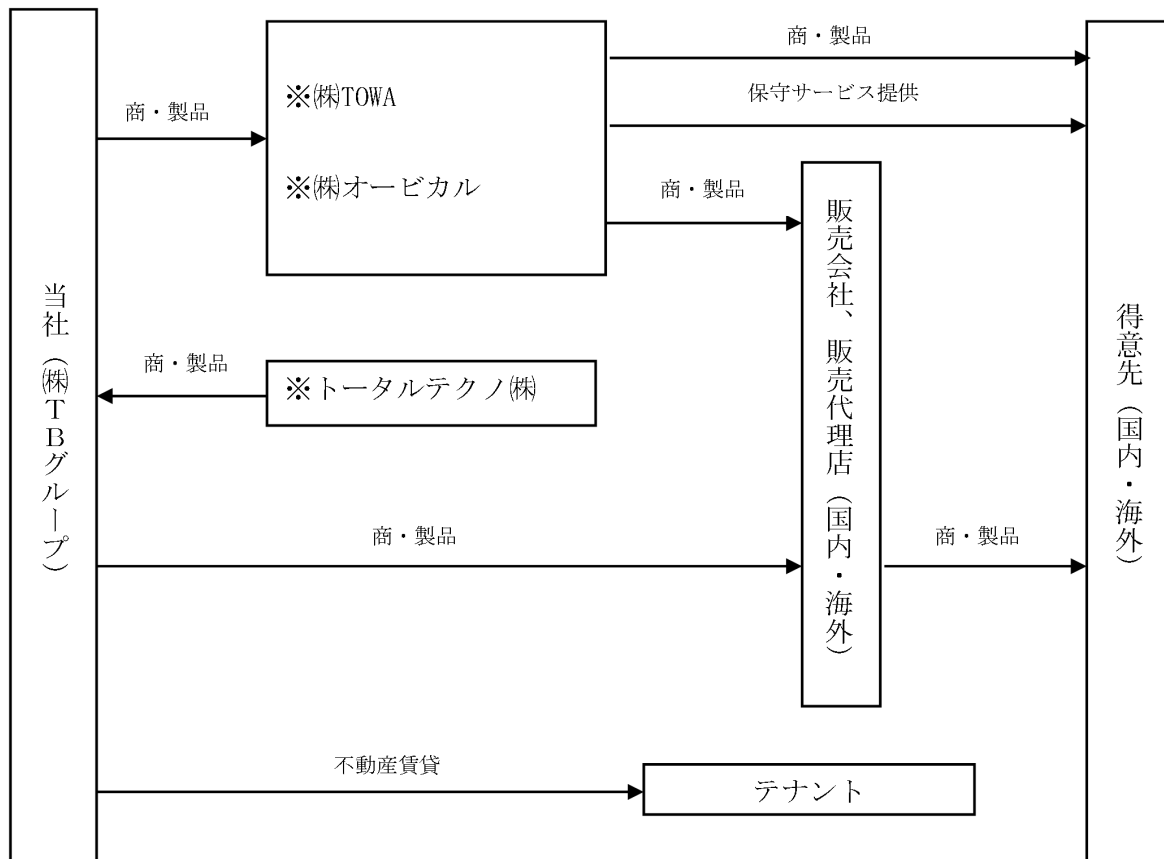 商・製品
保守サービス提供
※㈱TOWA
商・製品
※㈱オービカル
商・製品
販売会社、販売代理店（国内・海外）
当社（㈱ＴＢグループ）
得意先（国内・海外）
商・製品
※トータルテクノ㈱
商・製品
商・製品
不動産賃貸
テナント